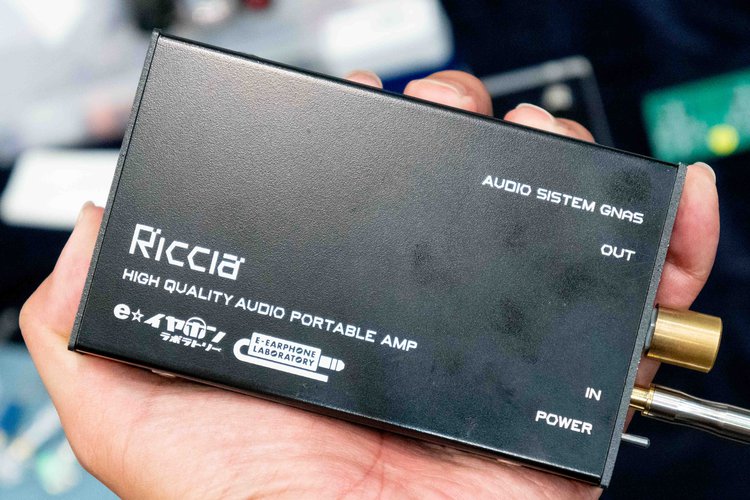 AUDIO SISTEM GNAS
OUT
Riccia
HIGH QUALITY AUDIO PORTABLE AMP
e☆イヤホン
ラボラトリー
E-EARPHONE
LABORATORY
IN
POWER